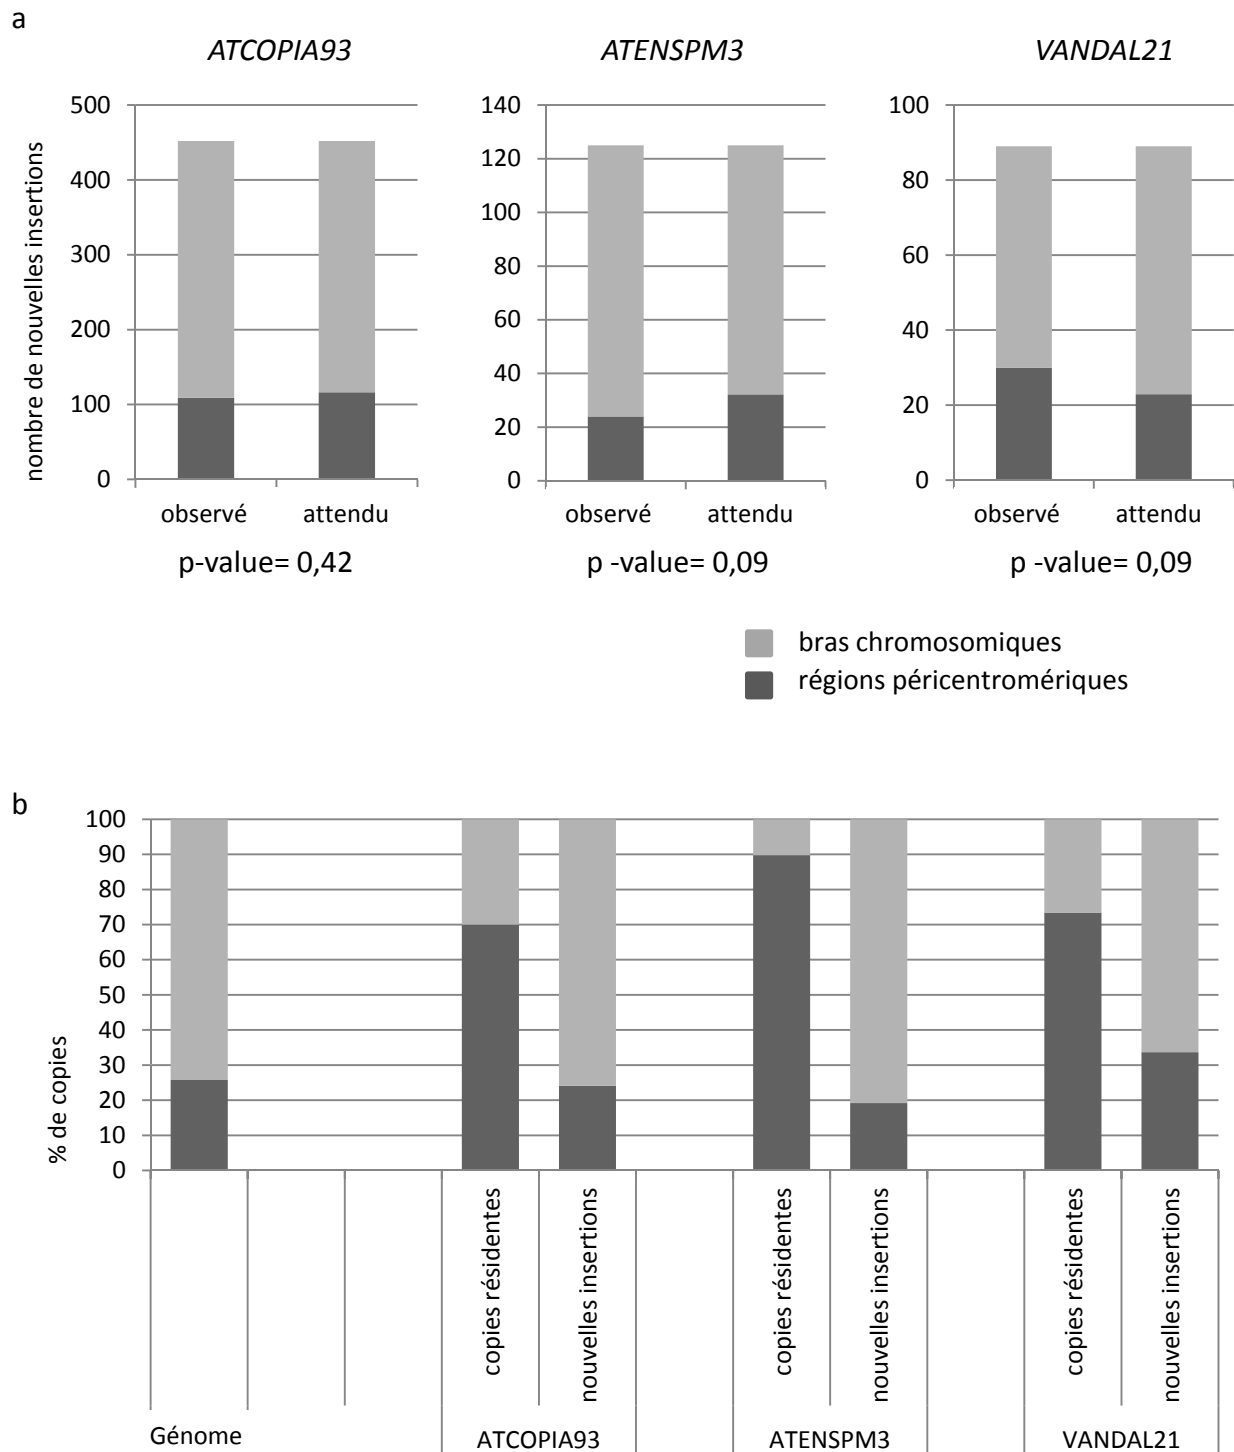 a
ATCOPIA93
ATENSPM3
VANDAL21
nombre de nouvelles insertions
500
400
300
200
100
0
observé
attendu
p-value= 0,42
140
120
100
80
60
40
20
0
observé
attendu
p -value= 0,09
100
80
60
40
20
0
observé
attendu
p -value= 0,09
bras chromosomiques
régions péricentromériques
b
% de copies
100
90
80
70
60
50
40
30
20
10
0
copies résidentes
nouvelles insertions
copies résidentes
nouvelles insertions
copies résidentes
nouvelles insertions
Génome
ATCOPIA93
ATENSPM3
VANDAL21